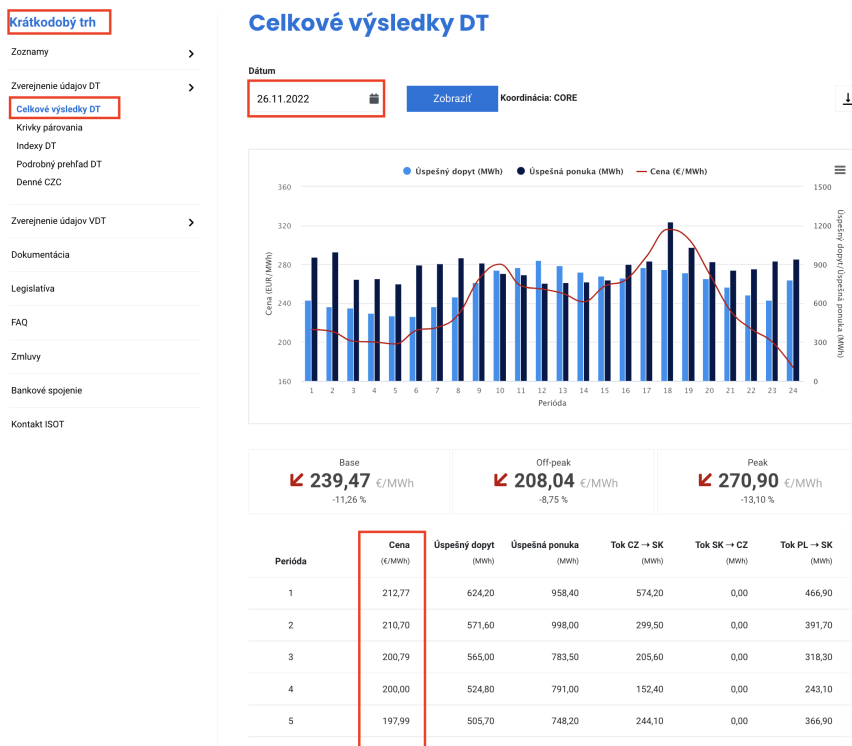 Krátkodobý trh
Zoznamy
Zverejnenie údajov DT
Celkové výsledky DT
Krivky párovania
Indexy DT
Podrobný prehľad DT
Denné CZC
Zverejnenie údajov VDT
Dokumentácia
Legislatíva
FAQ
Zmluvy
Bankové spojenie
Kontakt ISOT
Celkové výsledky DT
Dátum
26.11.2022 Zobraziť Koordinácia: CORE
Úspešný dopyt (MWh) Úspešná ponuka (MWh) Cena (€/MWh)
360 1500
320 1200
280 900
240 600
200 300
160 0
Cena (EUR/MWh)
Úspešný dopyt/Úspešná ponuka (MWh)
1 2 3 4 5 6 7 8 9 10 11 12 13 14 15 16 17 18 19 20 21 22 23 24
Perióda
Base Off-peak Peak
239,47 €/MWh 208,04 €/MWh 270,90 €/MWh
-11,26 % -8,75 % -13,10 %
Cena Úspešný dopyt Úspešná ponuka Tok CZ → SK Tok SK → CZ Tok PL → SK
Perióda (€/MWh) (MWh) (MWh) (MWh) (MWh) (MWh)
1 212,77 624,20 958,40 574,20 0,00 466,90
2 210,70 571,60 998,00 299,50 0,00 391,70
3 200,79 565,00 783,50 205,60 0,00 318,30
4 200,00 524,80 791,00 152,40 0,00 243,10
5 197,99 505,70 748,20 244,10 0,00 366,90